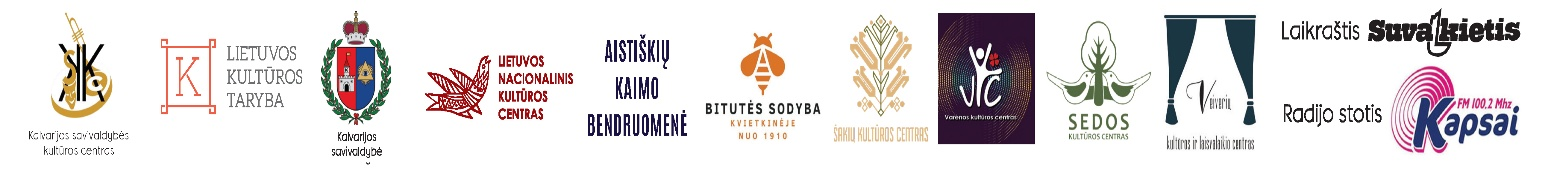 Kalvarijos savivaldybės
kultūros centras
K
LIETUVOS
KULTŪROS
TARYBA
Kalvarijos
savivaldybė
LIETUVOS
NACIONALINIS
KULTŪROS
CENTRAS
AISTIŠKIŲ
KAIMO
BENDRUOMENĖ
BITUTĖS SODYBA
KVIETKINĖJE
NUO 1910
ŠAKIŲ KULTŪROS CENTRAS
Varėnos kultūros centras
SEDOS
KULTŪROS CENTRAS
Veiverių
kultūros ir laisvalaikio centras
Laikraštis Suvalkietis
Radijo stotis
FM 100,2 Mhz
Kapsai